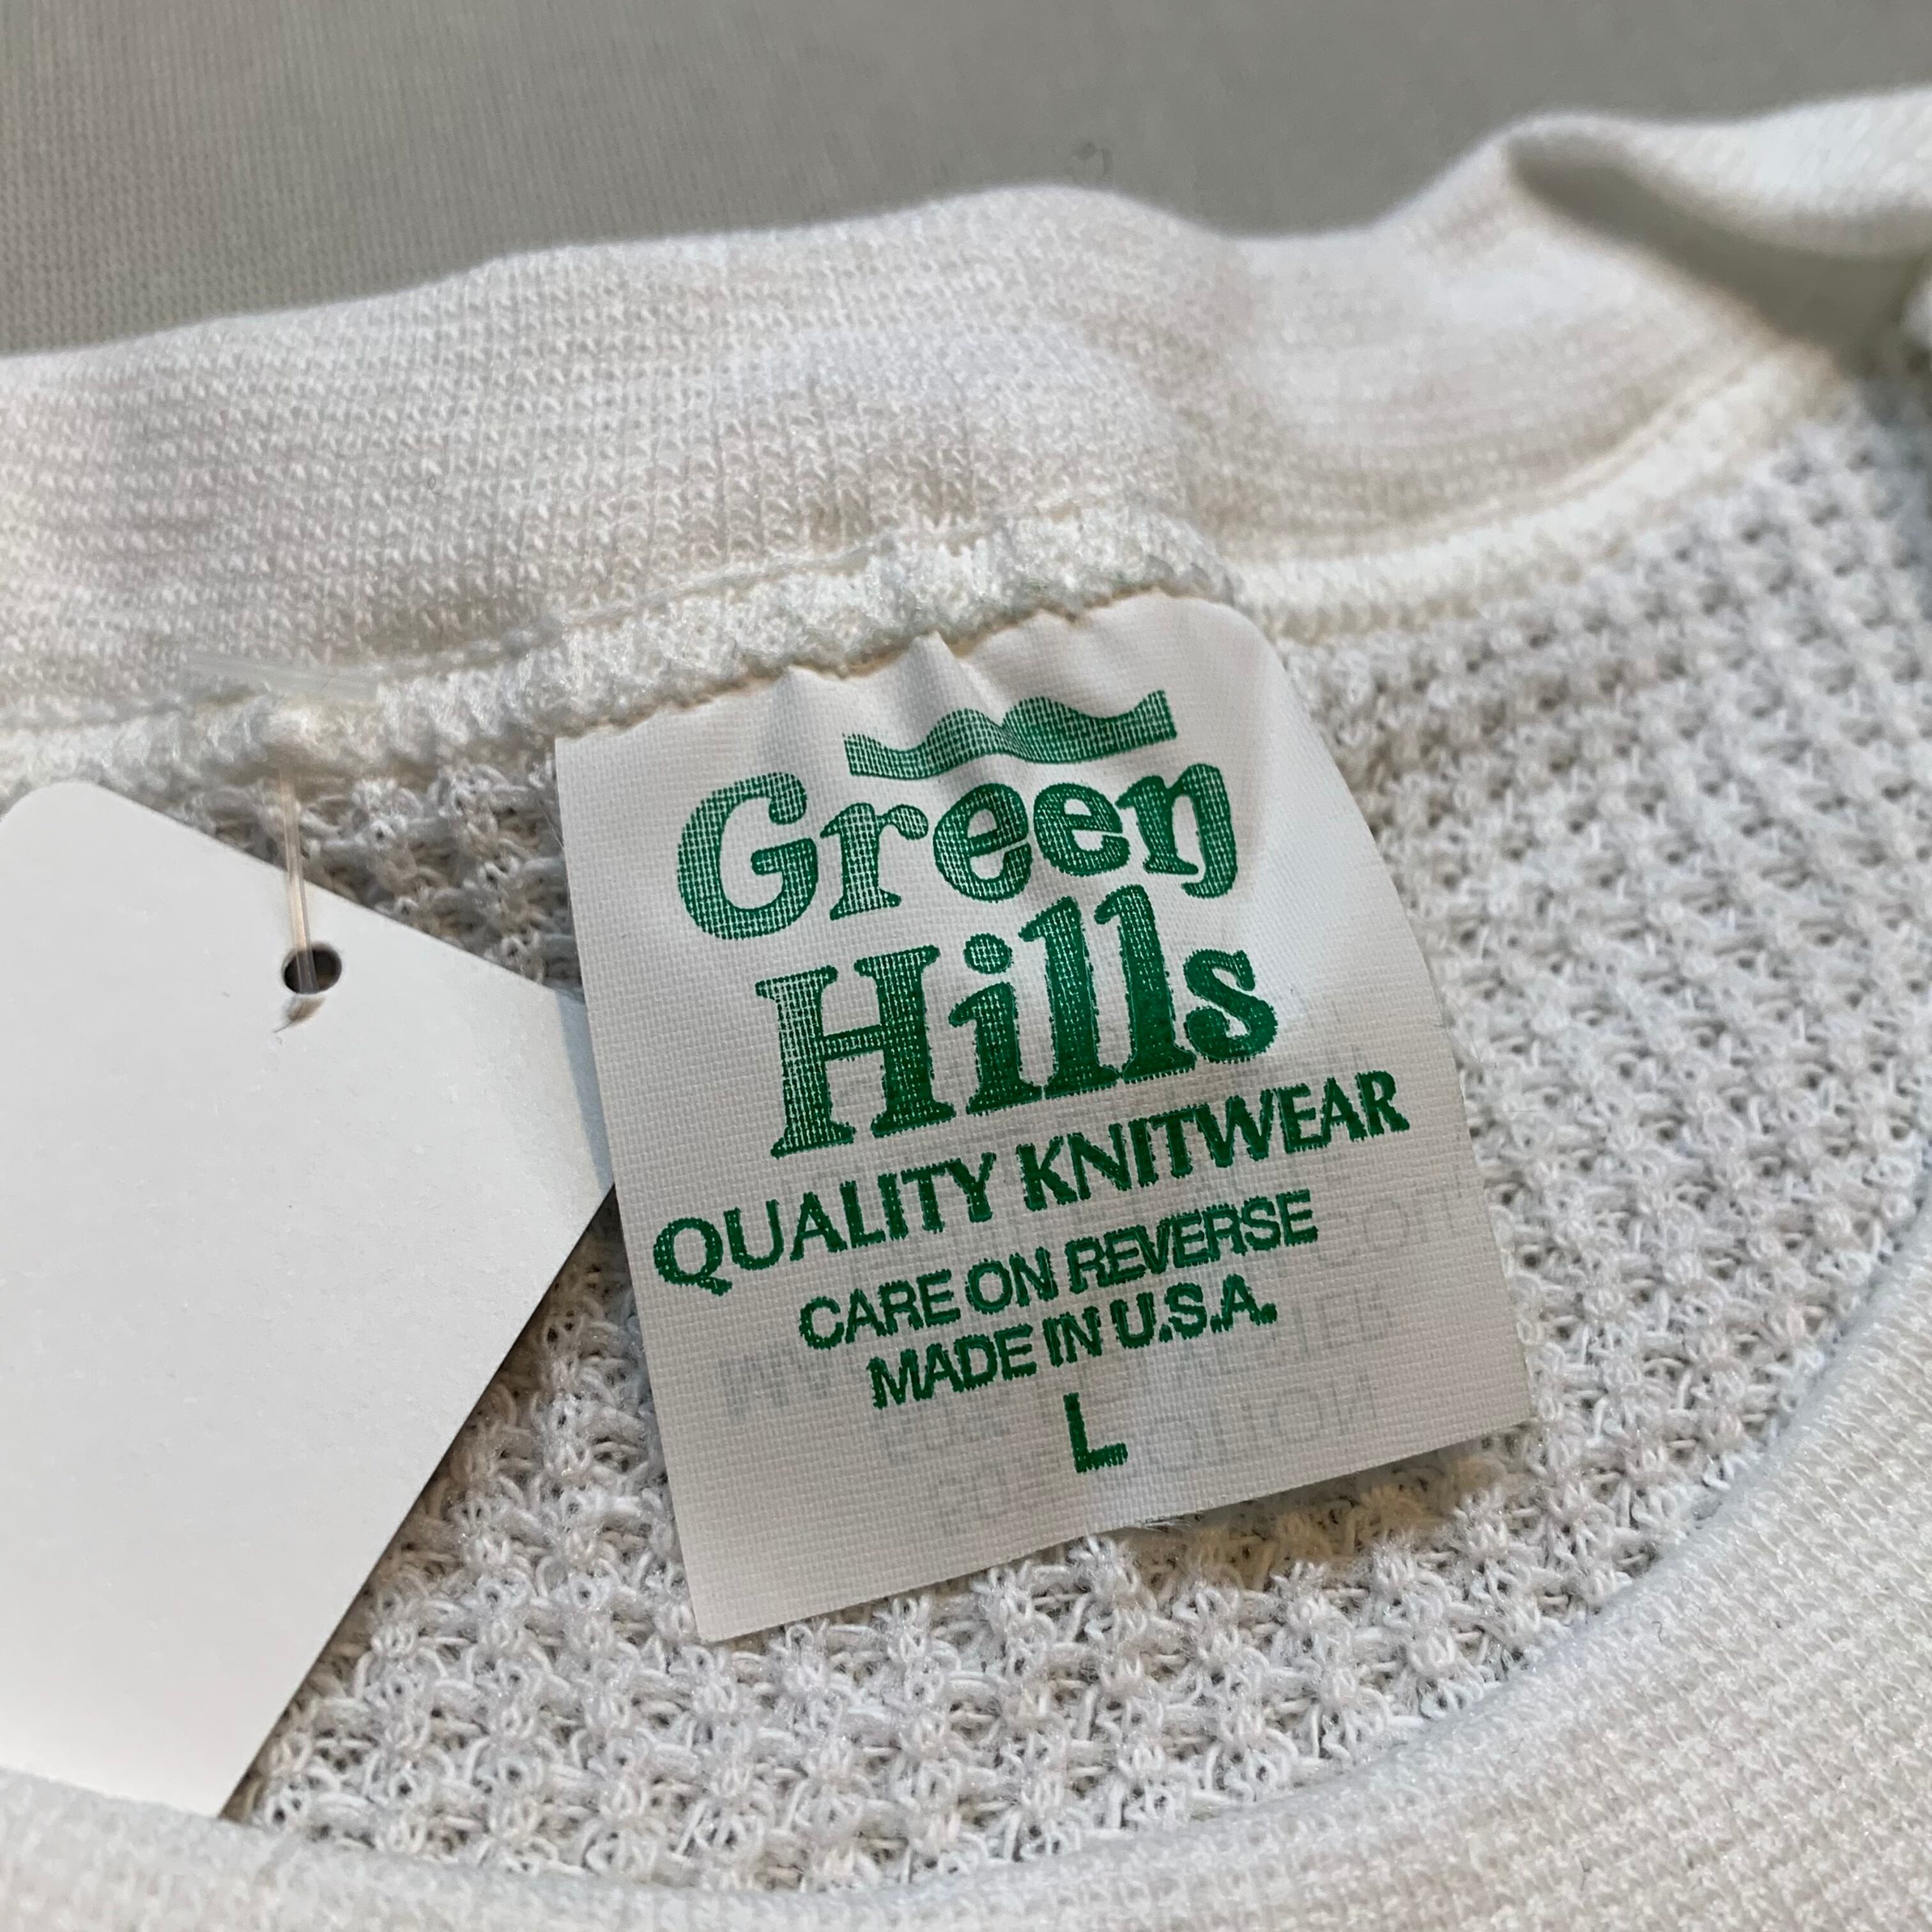 Green
Hills
QUALITY KNITWEAR
CARE ON REVERSE
MADE IN U.S.A.
L